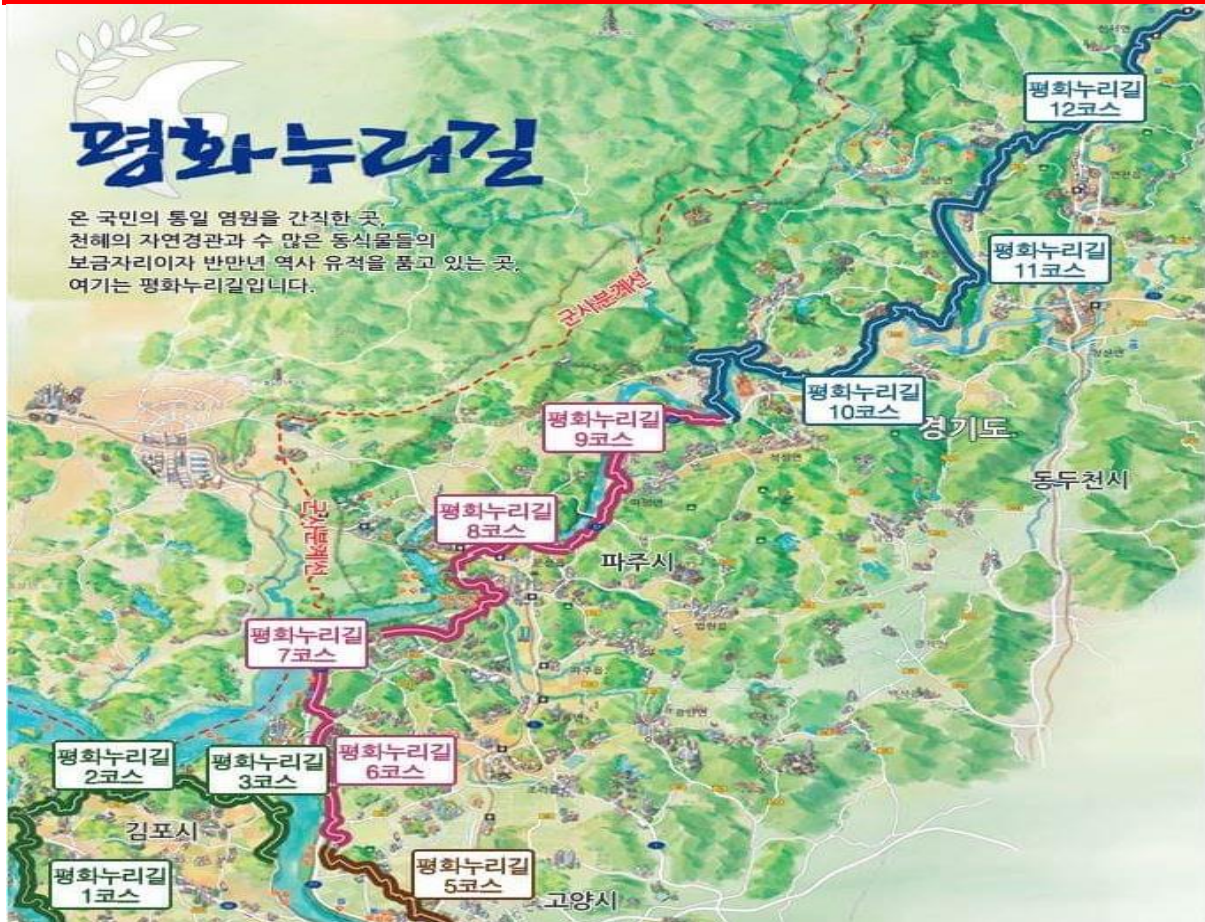 평화누리길
온 국민의 통일 염원을 간직한 곳,
천혜의 자연경관과 수 많은 동식물들의
보금자리이자 반만년 역사 유적을 품고 있는 곳,
여기는 평화누리길입니다.
평화누리길
12코스
평화누리길
11코스
군사분계선
평화누리길
10코스
평화누리길
9코스
경기도
동두천시
평화누리길
8코스
군사분계선
파주시
평화누리길
7코스
평화누리길
2코스
평화누리길
3코스
평화누리길
6코스
김포시
평화누리길
1코스
평화누리길
5코스
고양시